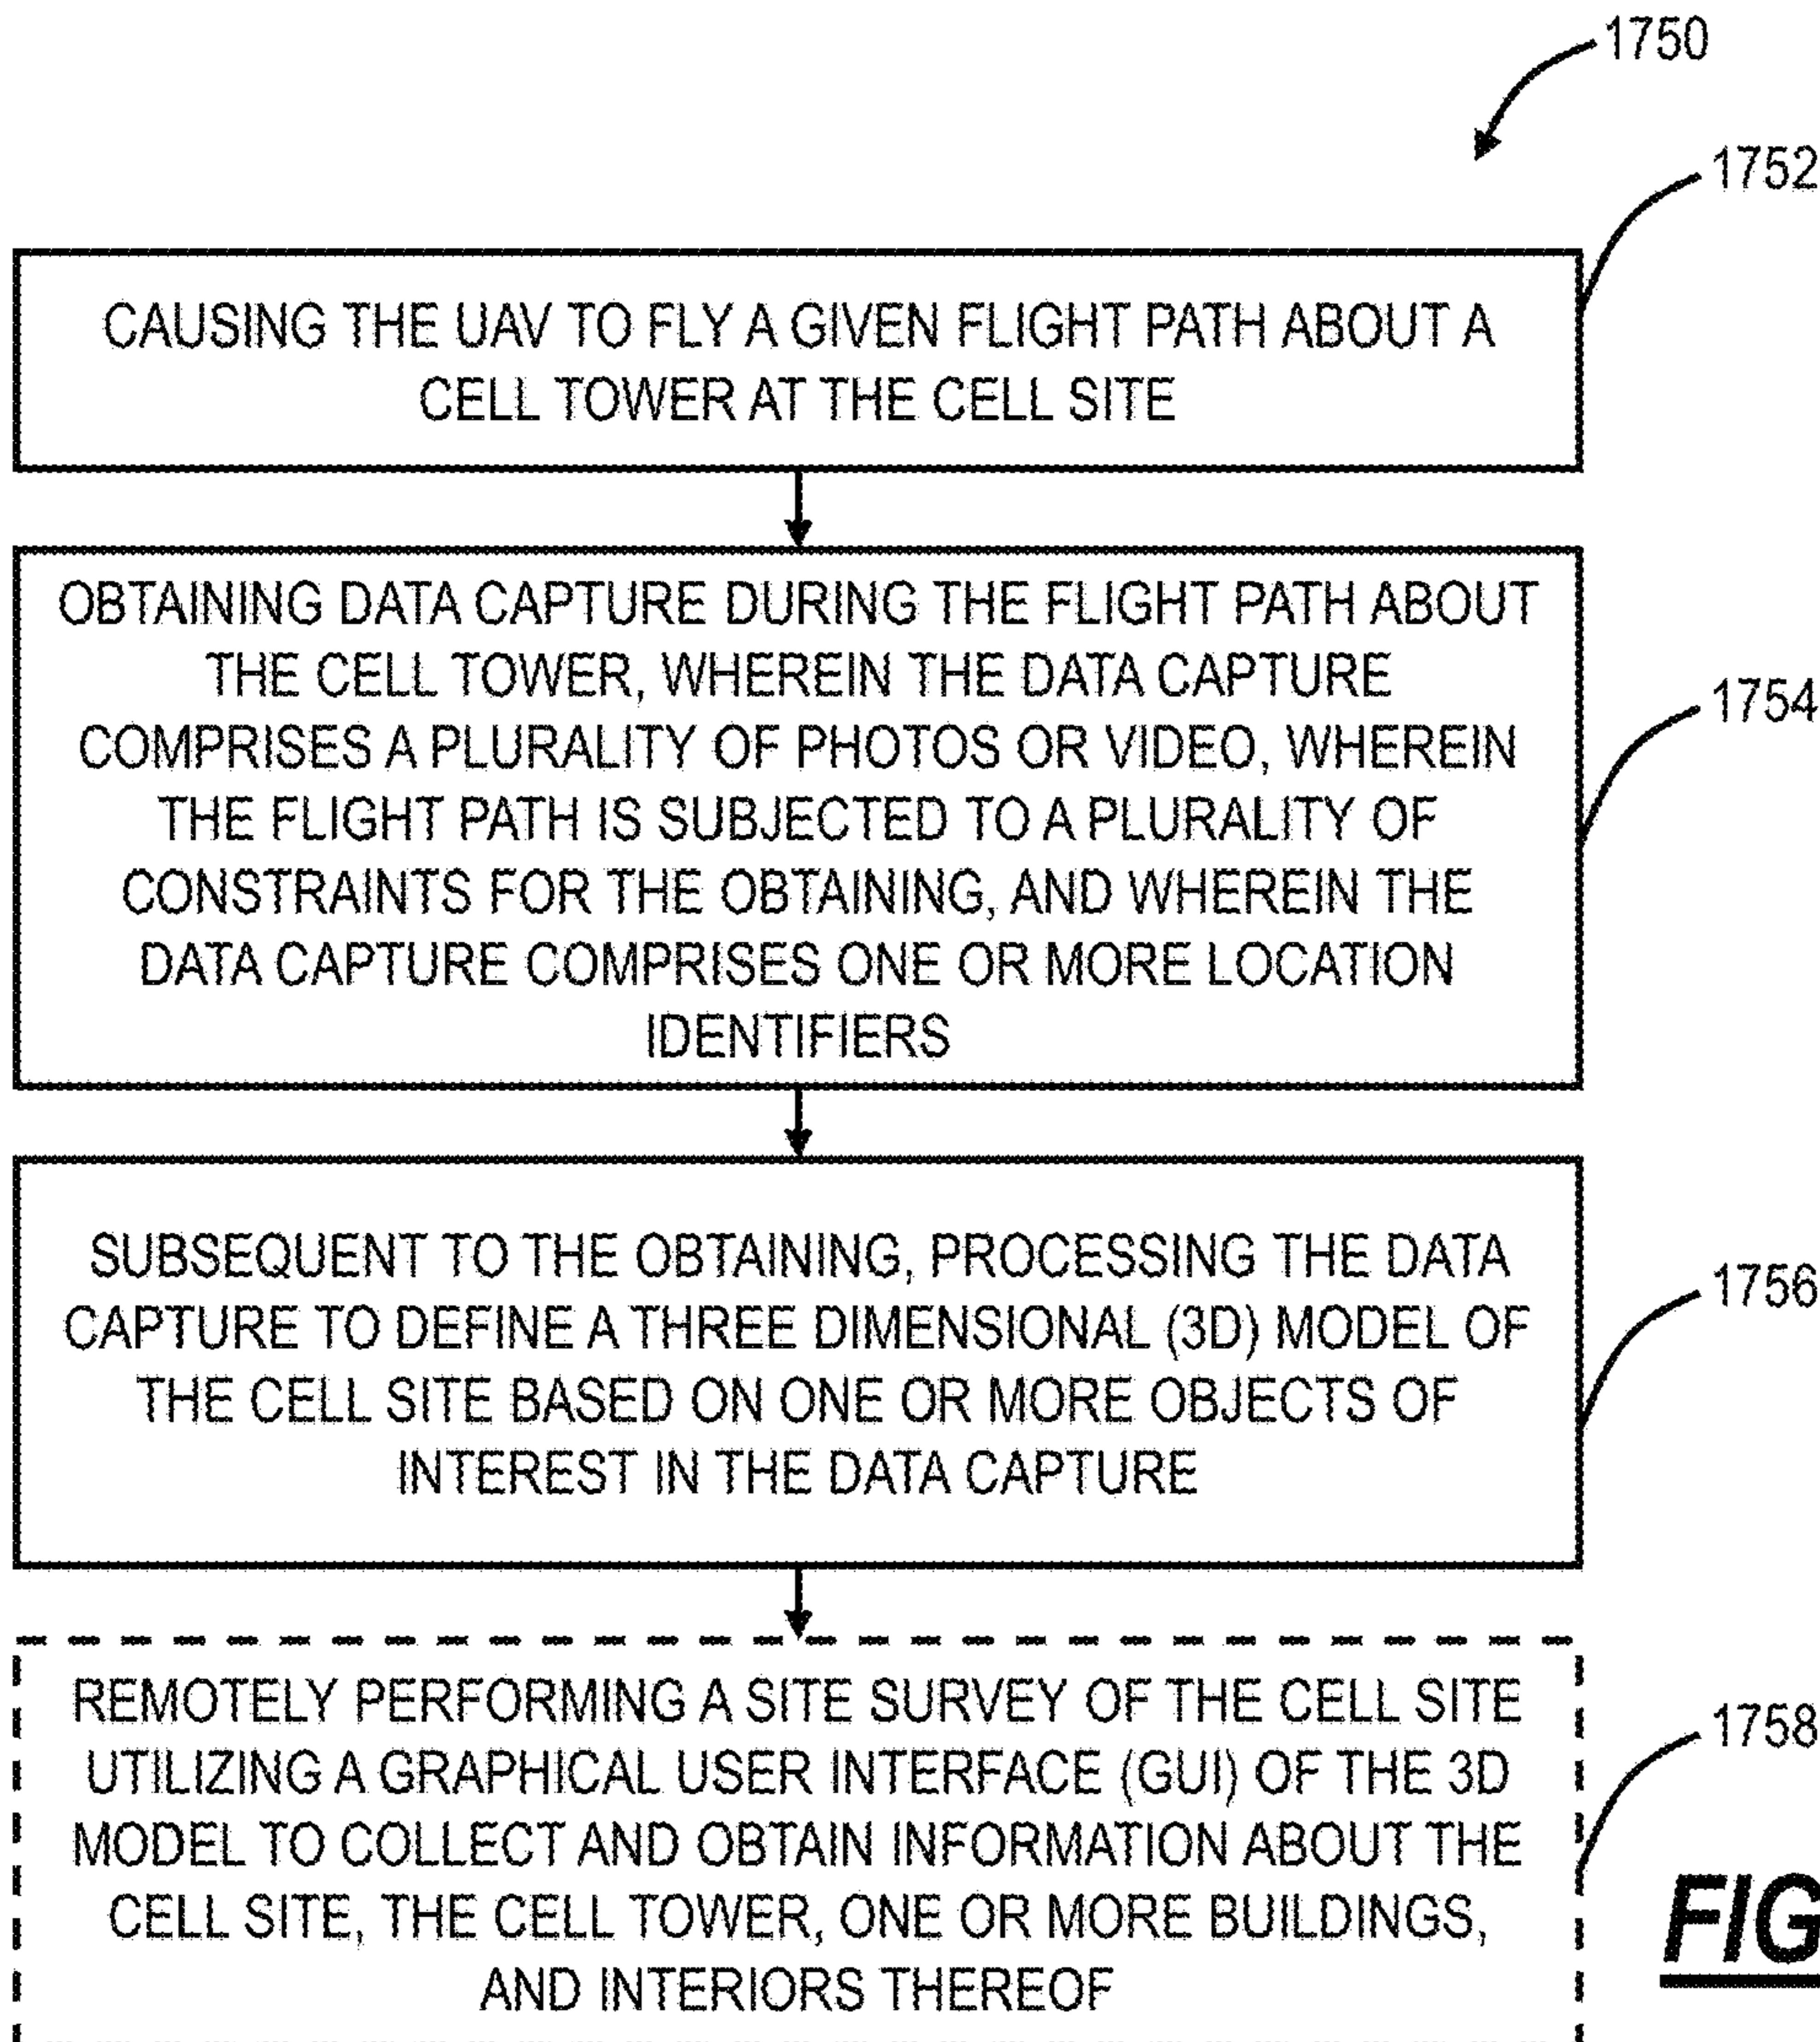 1750
1752
CAUSING THE UAV TO FLY A GIVEN FLIGHT PATH ABOUT A
CELL TOWER AT THE CELL SITE
OBTAINING DATA CAPTURE DURING THE FLIGHT PATH ABOUT
THE CELL TOWER, WHEREIN THE DATA CAPTURE
COMPRISES A PLURALITY OF PHOTOS OR VIDEO, WHEREIN
THE FLIGHT PATH IS SUBJECTED TO A PLURALITY OF
CONSTRAINTS FOR THE OBTAINING, AND WHEREIN THE
DATA CAPTURE COMPRISES ONE OR MORE LOCATION
IDENTIFIERS
1754
SUBSEQUENT TO THE OBTAINING, PROCESSING THE DATA
CAPTURE TO DEFINE A THREE DIMENSIONAL (3D) MODEL OF
THE CELL SITE BASED ON ONE OR MORE OBJECTS OF
INTEREST IN THE DATA CAPTURE
1756
REMOTELY PERFORMING A SITE SURVEY OF THE CELL SITE
UTILIZING A GRAPHICAL USER INTERFACE (GUI) OF THE 3D
MODEL TO COLLECT AND OBTAIN INFORMATION ABOUT THE
CELL SITE, THE CELL TOWER, ONE OR MORE BUILDINGS,
AND INTERIORS THEREOF
1758
FIG